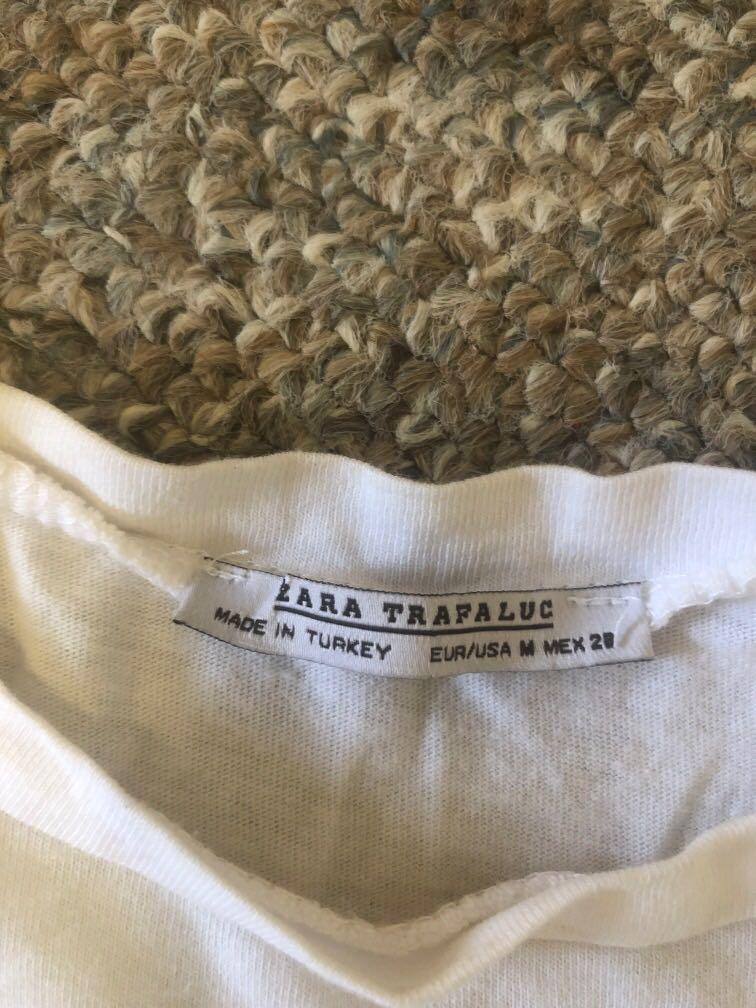 ZARA TRAFALUC
MADE IN TURKEY EUR/USA M MEX 28